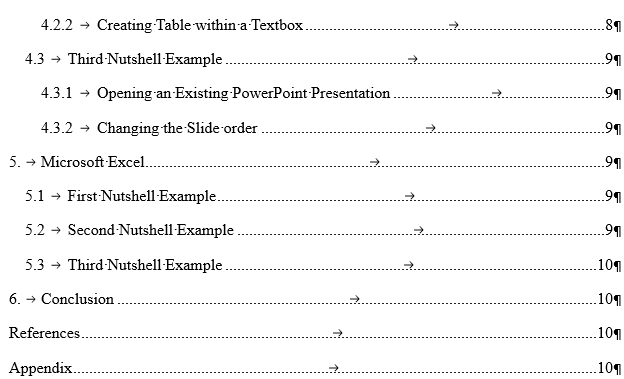 4.2.2 → Creating·Table·within·a·Textbox → 8¶
4.3 → Third·Nutshell·Example → 9¶
4.3.1 → Opening·an·Existing·PowerPoint·Presentation → 9¶
4.3.2 → Changing·the·Slide·order → 9¶
5. → Microsoft·Excel → 9¶
5.1 → First·Nutshell·Example → 9¶
5.2 → Second·Nutshell·Example → 9¶
5.3 → Third·Nutshell·Example → 10¶
6. → Conclusion → 10¶
References → 10¶
Appendix → 10¶